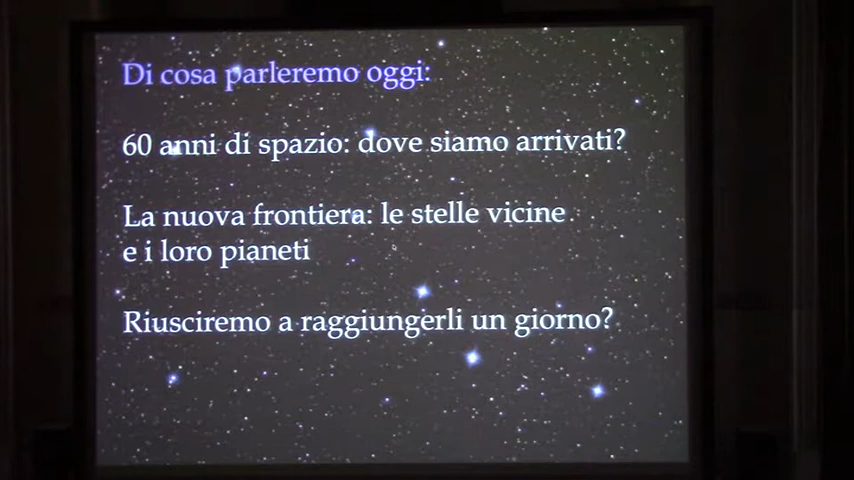 Di cosa parleremo oggi:
60 anni di spazio: dove siamo arrivati?
La nuova frontiera: le stelle vicine
e i loro pianeti
Riusciremo a raggiungerli un giorno?